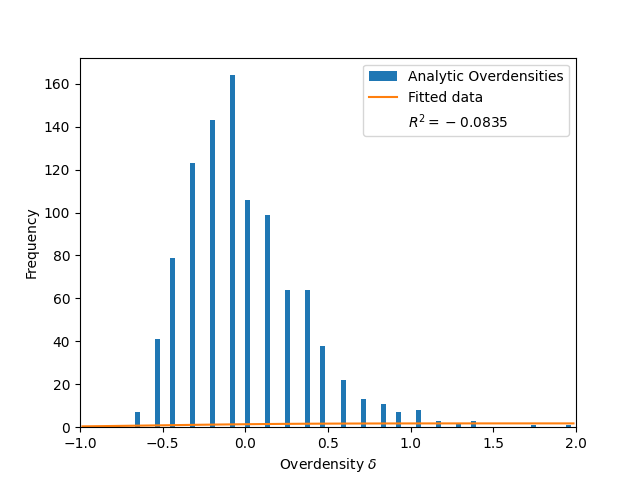 Analytic Overdensities
Fitted data
$R^2 = -0.0835$
160
140
120
100
80
60
40
20
0
Frequency
−1.0 −0.5 0.0 0.5 1.0 1.5 2.0
Overdensity δ